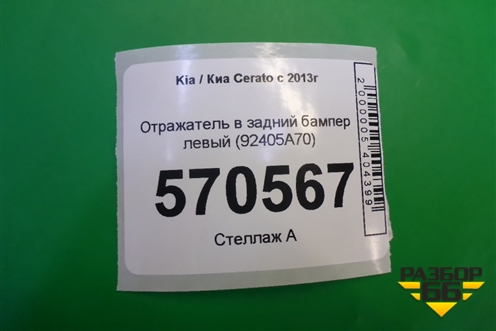 Kia / Киа Cerato с 2013г
Отражатель в задний бампер
левый (92405A70)
570567
Стеллаж А
2000005404399
РАЗБОР
66